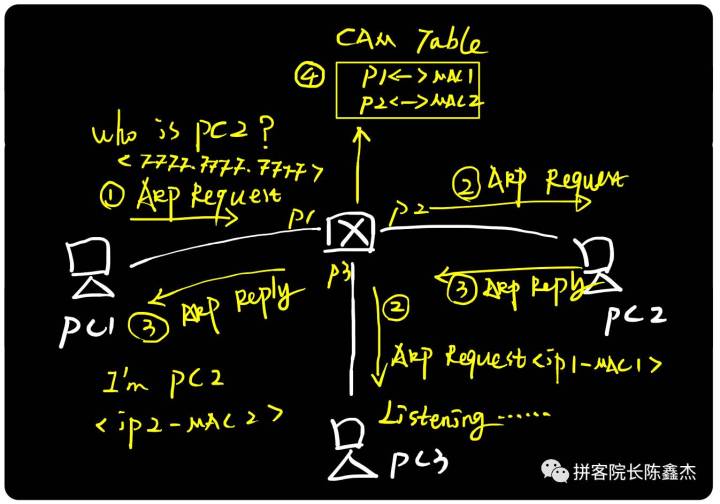 CAM Table
④ P1<-->MAC1
P2<-->MAC2
who is PC2?
<7777.7777.7777>
① ARP Request
② ARP Request
P1
P2
P3
③ ARP Reply
③ ARP Reply
PC1
PC2
②
ARP Request<ip1-MAC1>
I'm PC2
<ip2-MAC2>
Listening……
PC3
拼客院长陈鑫杰